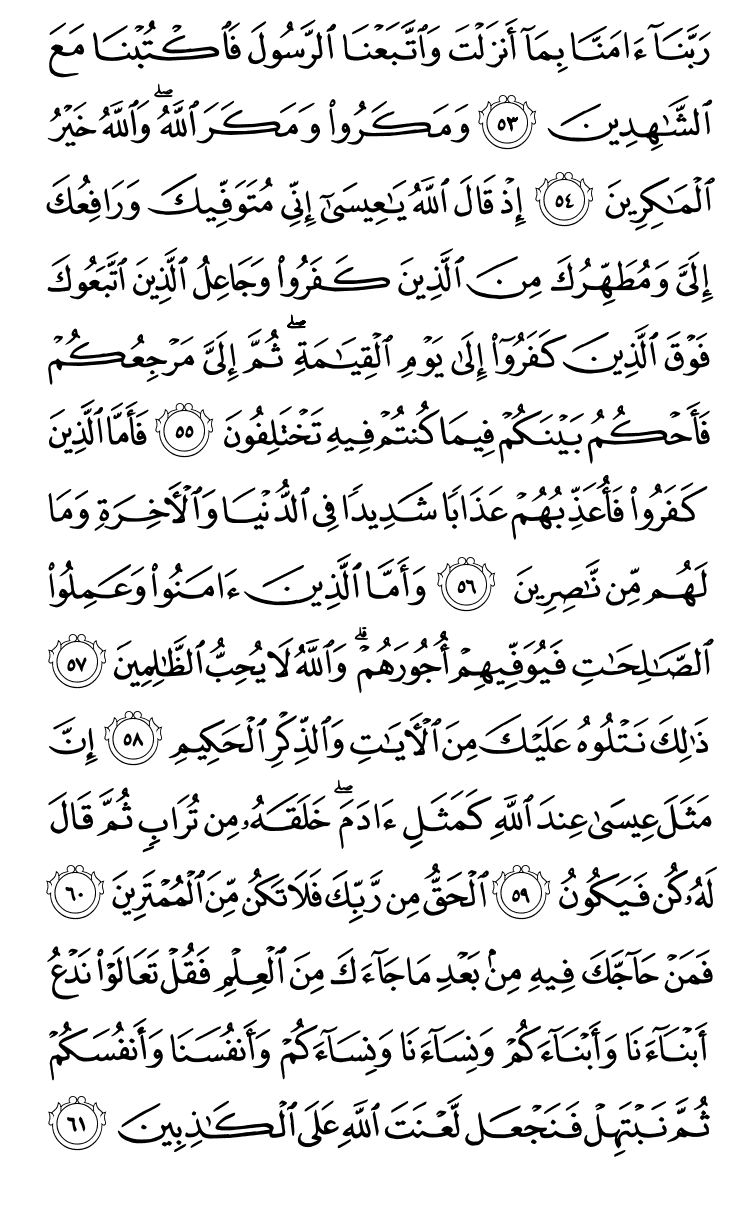 رَبَّنَآ ءَامَنَّا بِمَآ أَنزَلۡتَ وَٱتَّبَعۡنَا ٱلرَّسُولَ فَٱكۡتُبۡنَا مَعَ
ٱلشَّٰهِدِينَ ٥٣ وَمَكَرُواْ وَمَكَرَ ٱللَّهُۖ وَٱللَّهُ خَيۡرُ
ٱلۡمَٰكِرِينَ ٥٤ إِذۡ قَالَ ٱللَّهُ يَٰعِيسَىٰٓ إِنِّي مُتَوَفِّيكَ وَرَافِعُكَ
إِلَيَّ وَمُطَهِّرُكَ مِنَ ٱلَّذِينَ كَفَرُواْ وَجَاعِلُ ٱلَّذِينَ ٱتَّبَعُوكَ
فَوۡقَ ٱلَّذِينَ كَفَرُوٓاْ إِلَىٰ يَوۡمِ ٱلۡقِيَٰمَةِۖ ثُمَّ إِلَيَّ مَرۡجِعُكُمۡ
فَأَحۡكُمُ بَيۡنَكُمۡ فِيمَا كُنتُمۡ فِيهِ تَخۡتَلِفُونَ ٥٥ فَأَمَّا ٱلَّذِينَ
كَفَرُواْ فَأُعَذِّبُهُمۡ عَذَابٗا شَدِيدٗا فِي ٱلدُّنۡيَا وَٱلۡأٓخِرَةِ وَمَا
لَهُم مِّن نَّٰصِرِينَ ٥٦ وَأَمَّا ٱلَّذِينَ ءَامَنُواْ وَعَمِلُواْ
ٱلصَّٰلِحَٰتِ فَيُوَفِّيهِمۡ أُجُورَهُمۡۗ وَٱللَّهُ لَا يُحِبُّ ٱلظَّٰلِمِينَ ٥٧
ذَٰلِكَ نَتۡلُوهُ عَلَيۡكَ مِنَ ٱلۡأٓيَٰتِ وَٱلذِّكۡرِ ٱلۡحَكِيمِ ٥٨ إِنَّ
مَثَلَ عِيسَىٰ عِندَ ٱللَّهِ كَمَثَلِ ءَادَمَۖ خَلَقَهُۥ مِن تُرَابٖ ثُمَّ قَالَ
لَهُۥ كُن فَيَكُونُ ٥٩ ٱلۡحَقُّ مِن رَّبِّكَ فَلَا تَكُن مِّنَ ٱلۡمُمۡتَرِينَ ٦٠
فَمَنۡ حَآجَّكَ فِيهِ مِنۢ بَعۡدِ مَا جَآءَكَ مِنَ ٱلۡعِلۡمِ فَقُلۡ تَعَالَوۡاْ نَدۡعُ
أَبۡنَآءَنَا وَأَبۡنَآءَكُمۡ وَنِسَآءَنَا وَنِسَآءَكُمۡ وَأَنفُسَنَا وَأَنفُسَكُمۡ
ثُمَّ نَبۡتَهِلۡ فَنَجۡعَل لَّعۡنَتَ ٱللَّهِ عَلَى ٱلۡكَٰذِبِينَ ٦١